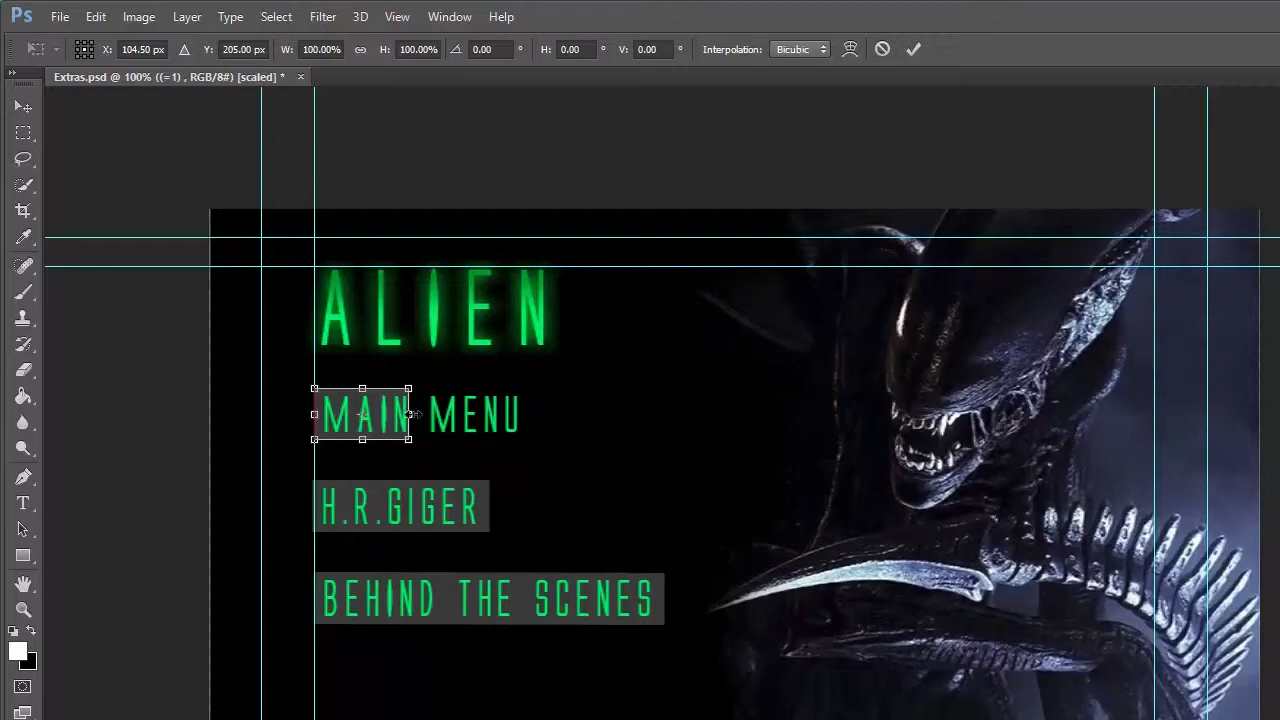 Ps File Edit Image Layer Type Select Filter 3D View Window Help
X: 104.50 px Y: 205.00 px W: 100.00% H: 100.00% 0.00 ° H: 0.00 ° V: 0.00 ° Interpolation: Bicubic
Extras.psd @ 100% ((=1) , RGB/8#) [scaled] * ×
ALIEN
MAIN MENU
H.R.GIGER
BEHIND THE SCENES